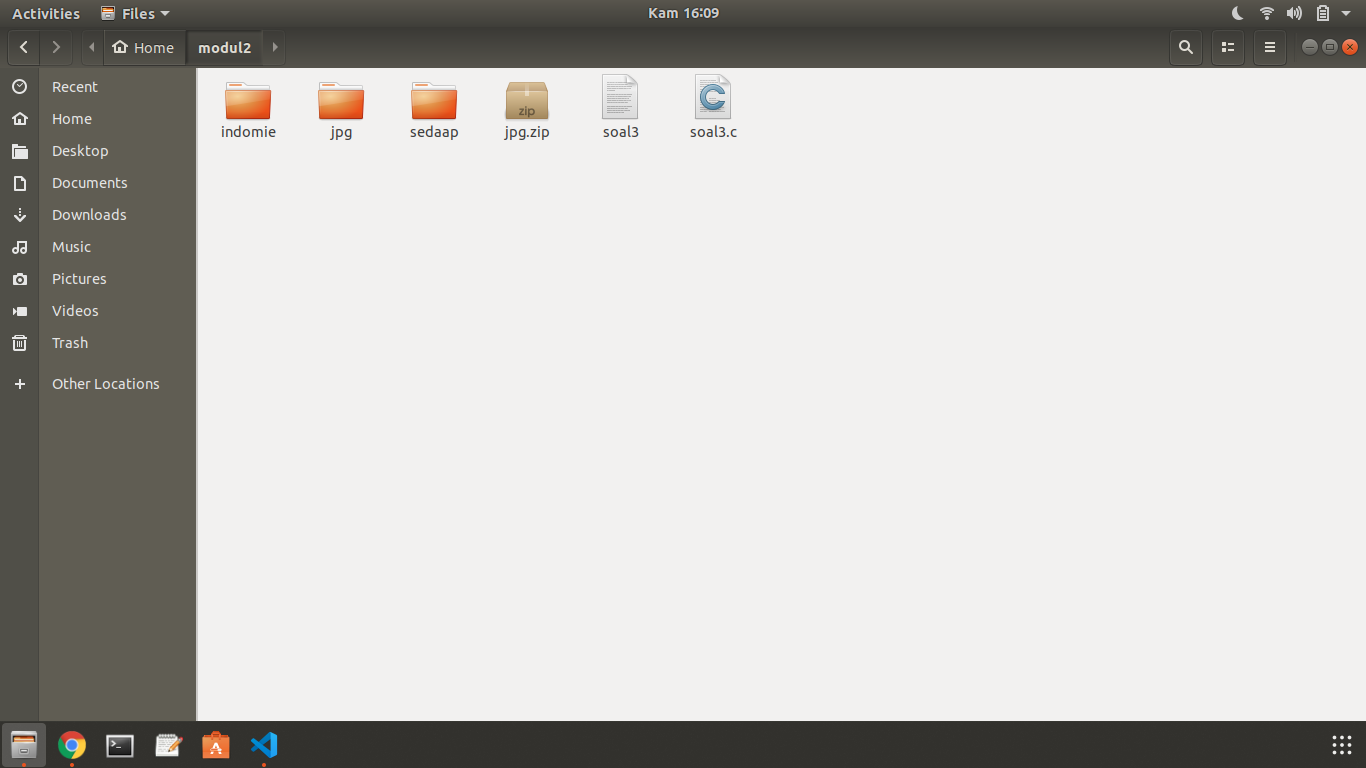 Activities Files Kam 16:09
Home modul2
Recent
Home
Desktop
Documents
Downloads
Music
Pictures
Videos
Trash
Other Locations
indomie jpg sedaap jpg.zip soal3 soal3.c
zip